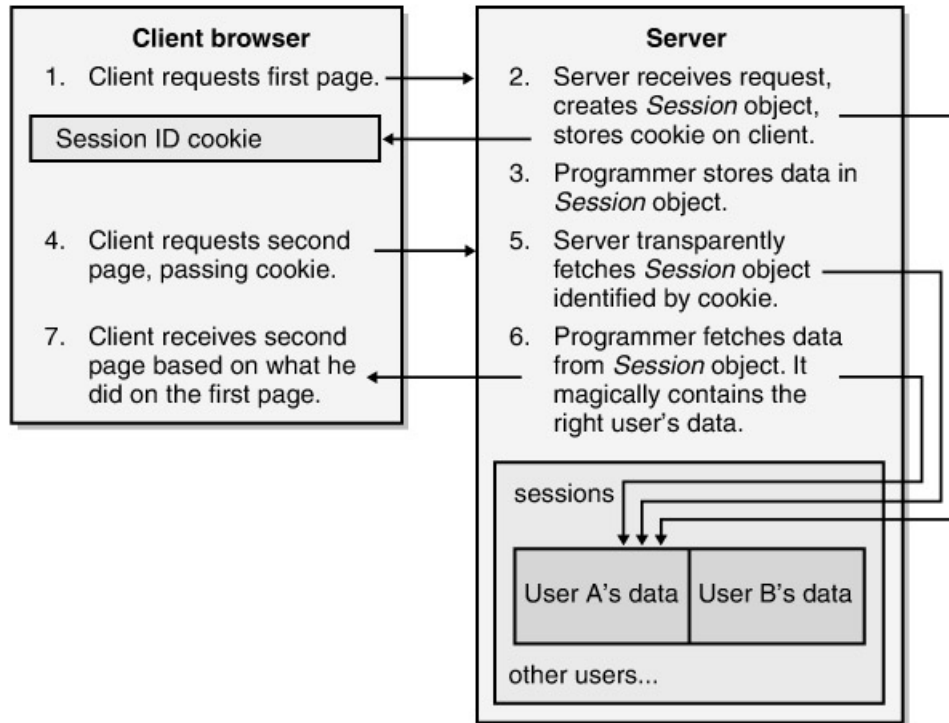 Client browser
1. Client requests first page.
Session ID cookie
4. Client requests second
page, passing cookie.
7. Client receives second
page based on what he
did on the first page.
Server
2. Server receives request,
creates Session object,
stores cookie on client.
3. Programmer stores data in
Session object.
5. Server transparently
fetches Session object
identified by cookie.
6. Programmer fetches data
from Session object. It
magically contains the
right user’s data.
sessions
User A’s data
User B’s data
other users...